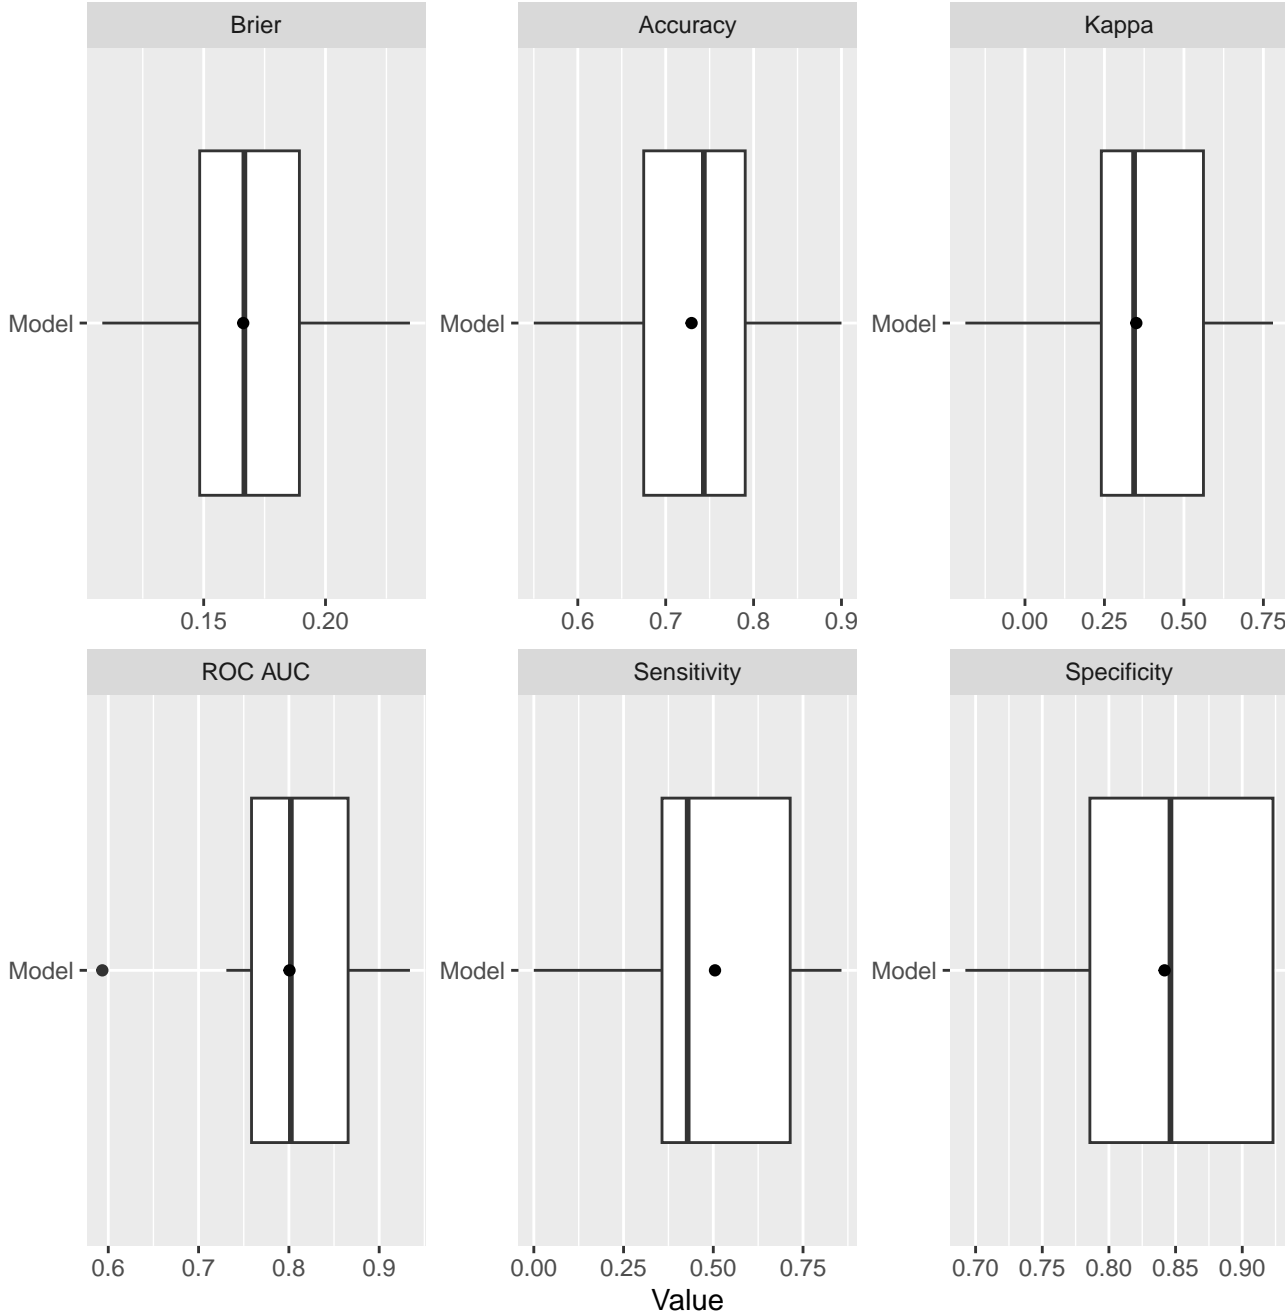 Brier Accuracy Kappa
Model Model Model
0.15 0.20 0.6 0.7 0.8 0.9 0.00 0.25 0.50 0.75
ROC AUC Sensitivity Specificity
Model Model Model
0.6 0.7 0.8 0.9 0.00 0.25 0.50 0.75 0.70 0.75 0.80 0.85 0.90
Value